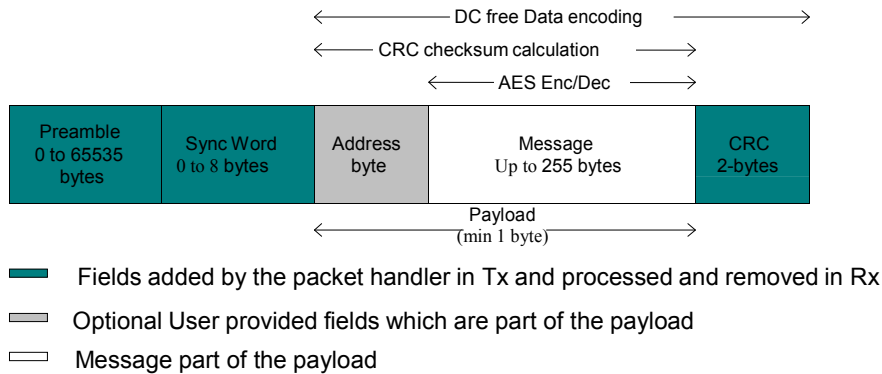 DC free Data encoding
CRC checksum calculation
AES Enc/Dec
Preamble
0 to 65535
bytes
Sync Word
0 to 8 bytes
Address
byte
Message
Up to 255 bytes
CRC
2-bytes
Payload
(min 1 byte)
Fields added by the packet handler in Tx and processed and removed in Rx
Optional User provided fields which are part of the payload
Message part of the payload